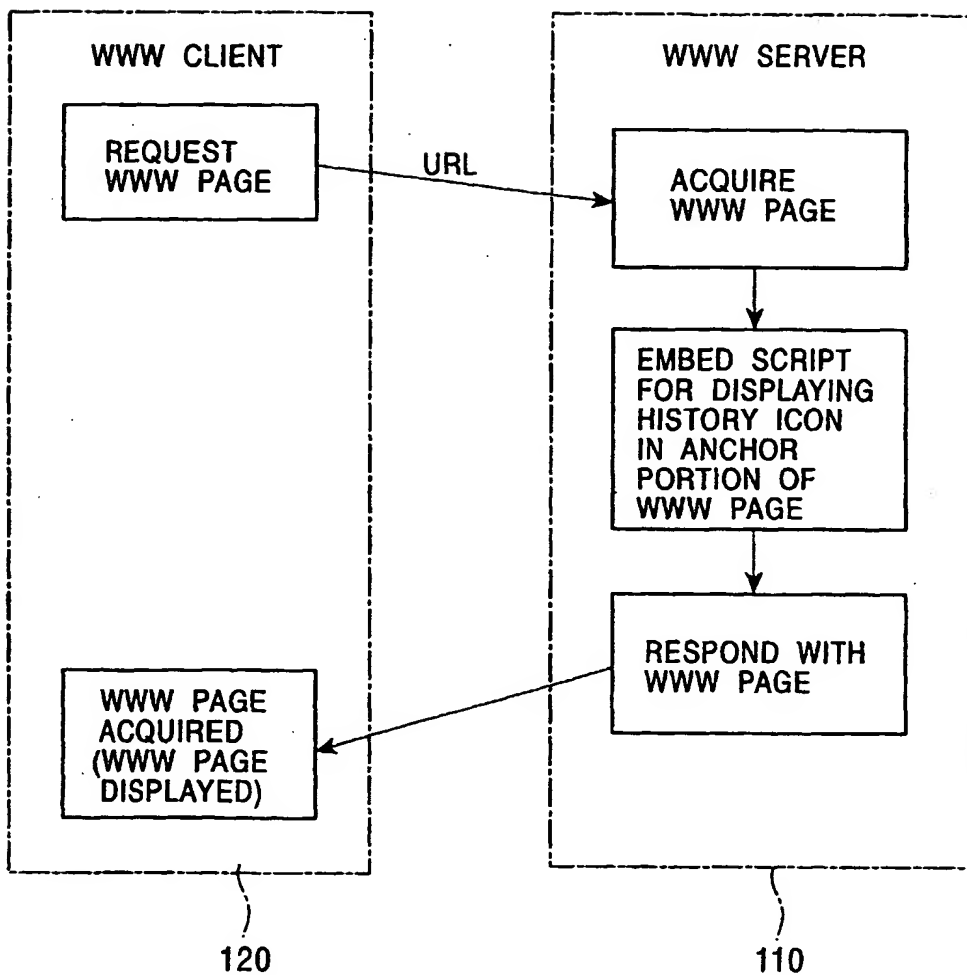 WWW CLIENT
REQUEST
WWW PAGE
URL
WWW SERVER
ACQUIRE
WWW PAGE
EMBED SCRIPT
FOR DISPLAYING
HISTORY ICON
IN ANCHOR
PORTION OF
WWW PAGE
RESPOND WITH
WWW PAGE
WWW PAGE
ACQUIRED
(WWW PAGE
DISPLAYED)
120
110